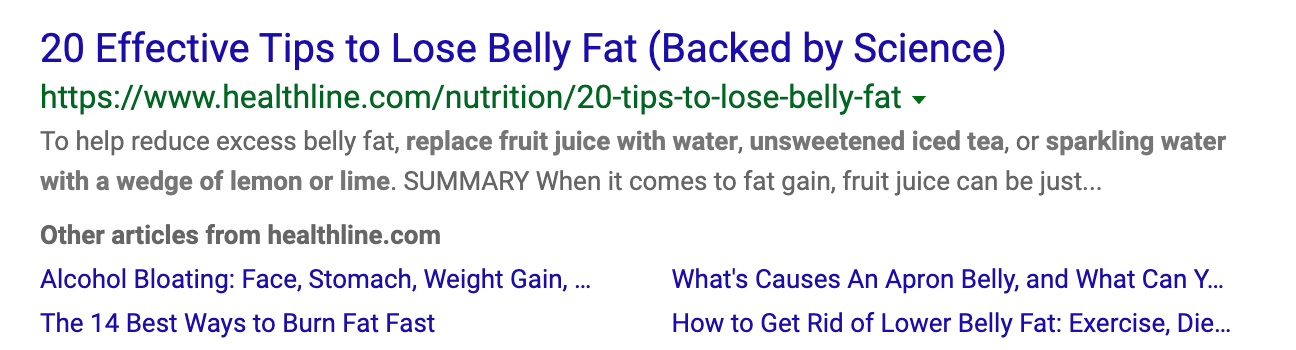 20 Effective Tips to Lose Belly Fat (Backed by Science)
https://www.healthline.com/nutrition/20-tips-to-lose-belly-fat
To help reduce excess belly fat, replace fruit juice with water, unsweetened iced tea, or sparkling water
with a wedge of lemon or lime. SUMMARY When it comes to fat gain, fruit juice can be just...
Other articles from healthline.com
Alcohol Bloating: Face, Stomach, Weight Gain, ...
What's Causes An Apron Belly, and What Can Y...
The 14 Best Ways to Burn Fat Fast
How to Get Rid of Lower Belly Fat: Exercise, Die...